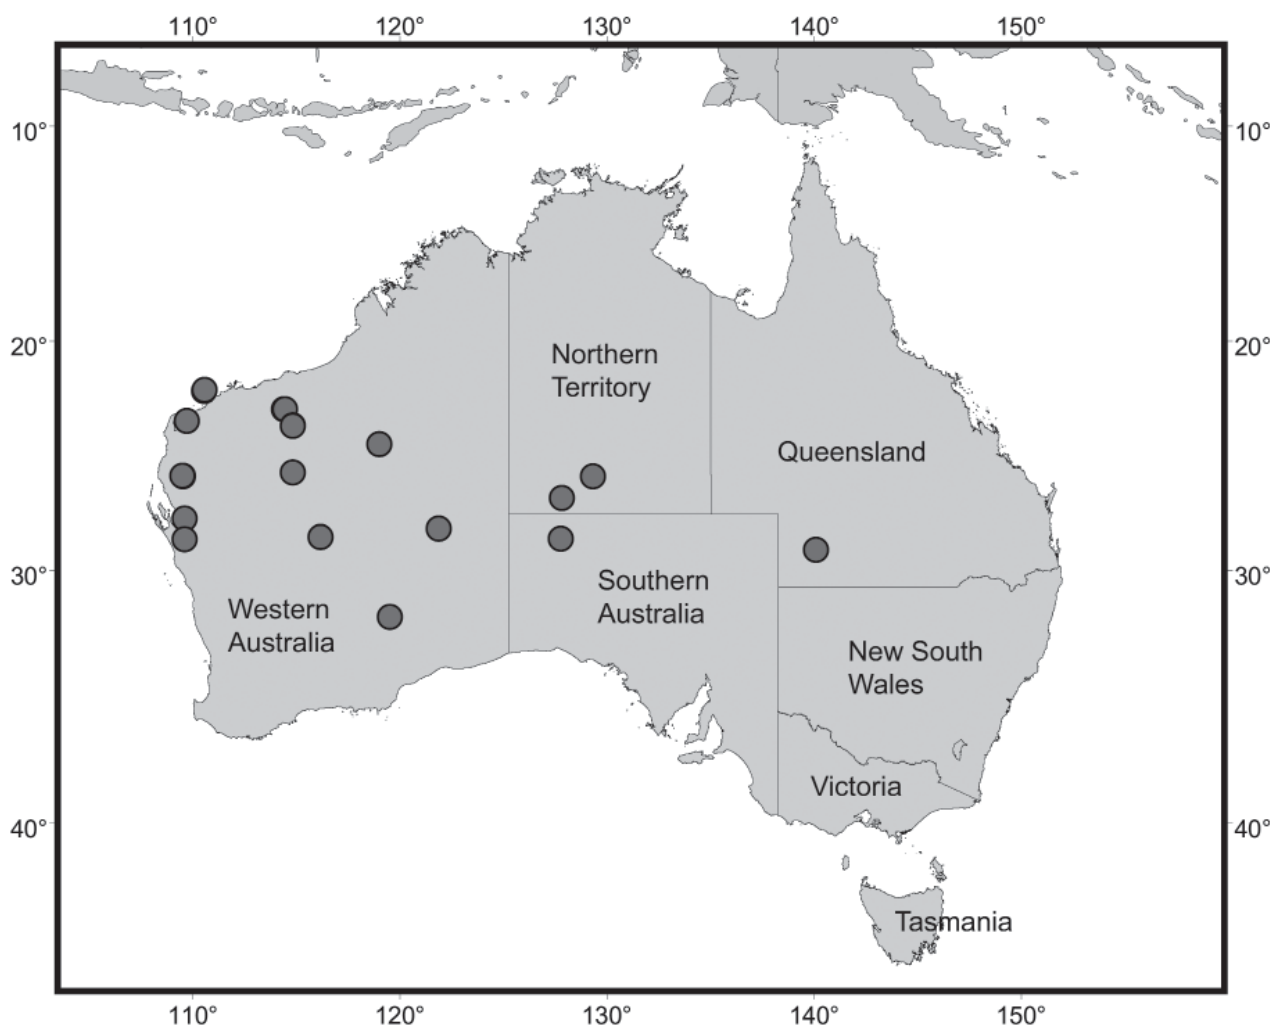 110° 120° 130° 140° 150°
10° 10°
20° 20°
Northern
Territory
Queensland
30° 30°
Southern
Australia
Western
Australia
New South
Wales
Victoria
40° 40°
Tasmania
110° 120° 130° 140° 150°